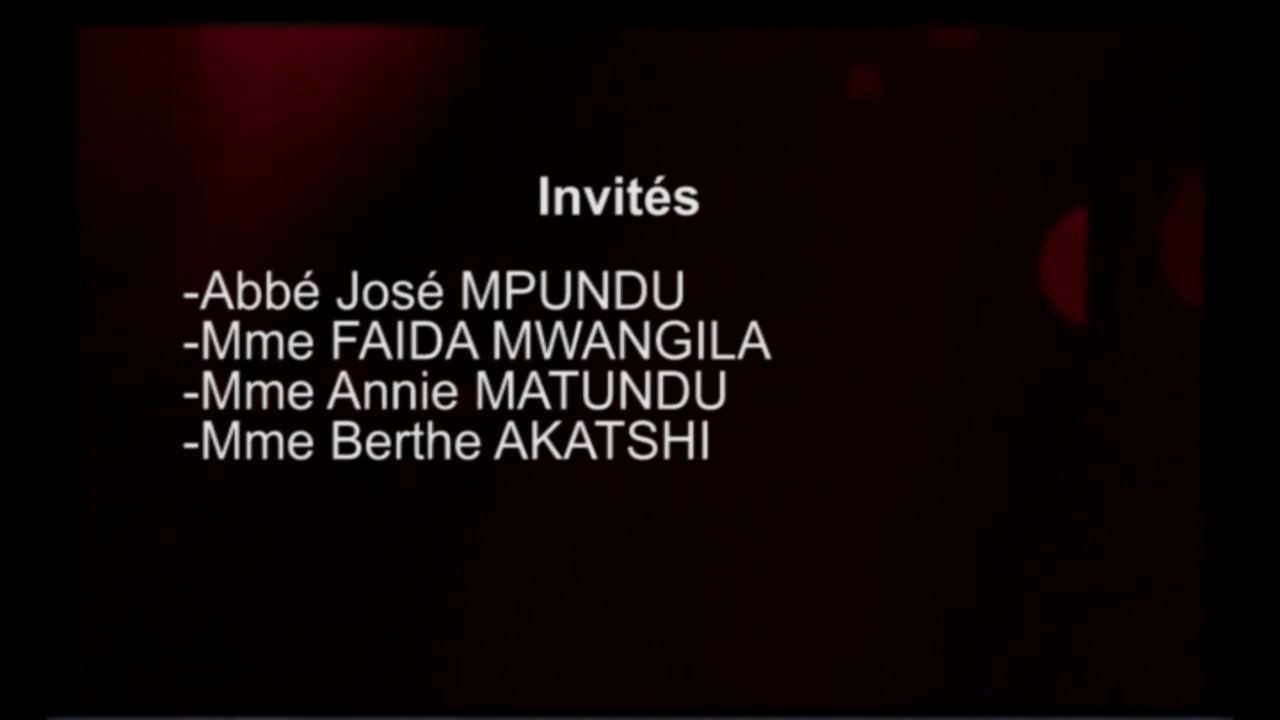 Invités
-Abbé José MPUNDU
-Mme FAIDA MWANGILA
-Mme Annie MATUNDU
-Mme Berthe AKATSHI